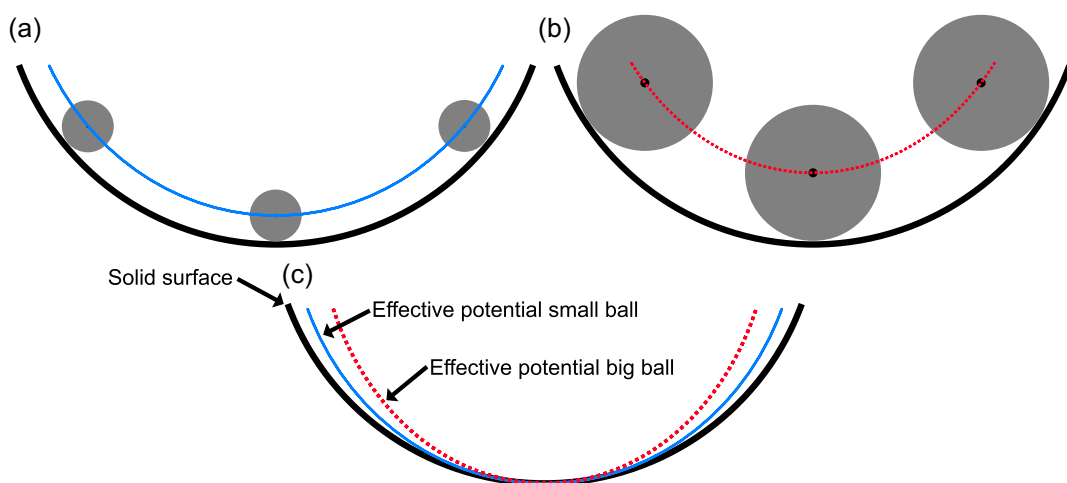 (a)
(b)
Solid surface
(c)
Effective potential small ball
Effective potential big ball